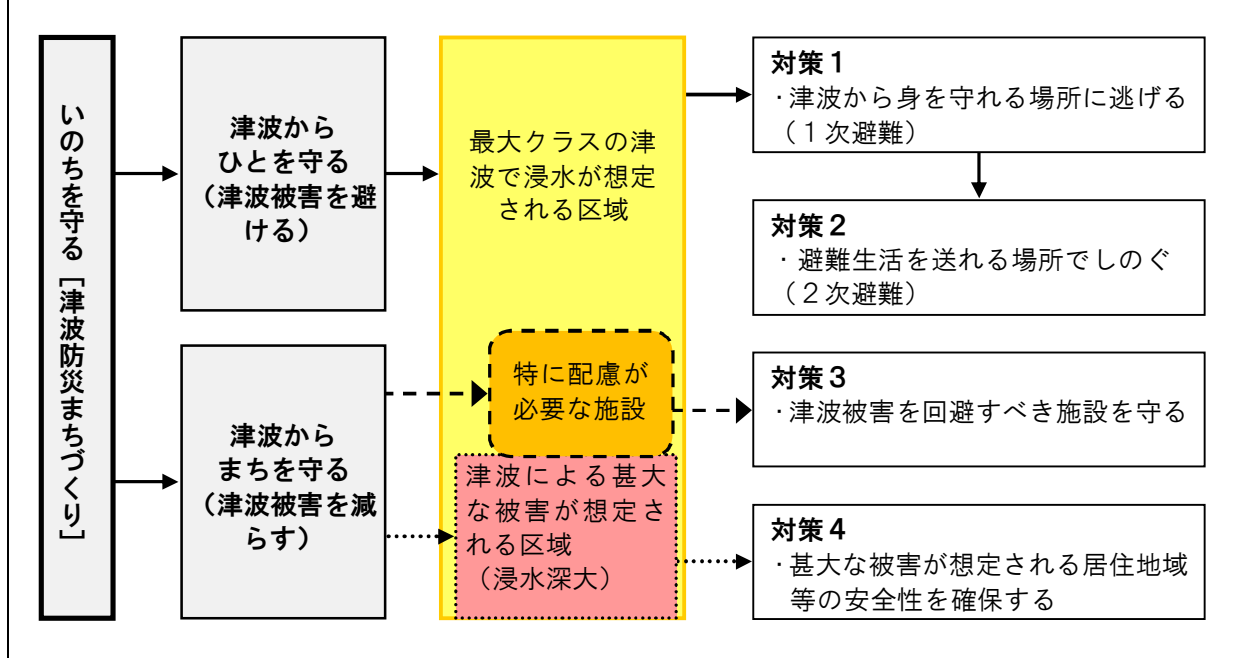 いのちを守る［津波防災まちづくり］
津波から
ひとを守る
（津波被害を避
ける）
津波から
まちを守る
（津波被害を減
らす）
最大クラスの津
波で浸水が想定
される区域
特に配慮が
必要な施設
津波による甚大
な被害が想定さ
れる区域
（浸水深大）
対策１
・津波から身を守れる場所に逃げる
（１次避難）
対策２
・避難生活を送れる場所でしのぐ
（２次避難）
対策３
・津波被害を回避すべき施設を守る
対策４
・甚大な被害が想定される居住地域
等の安全性を確保する